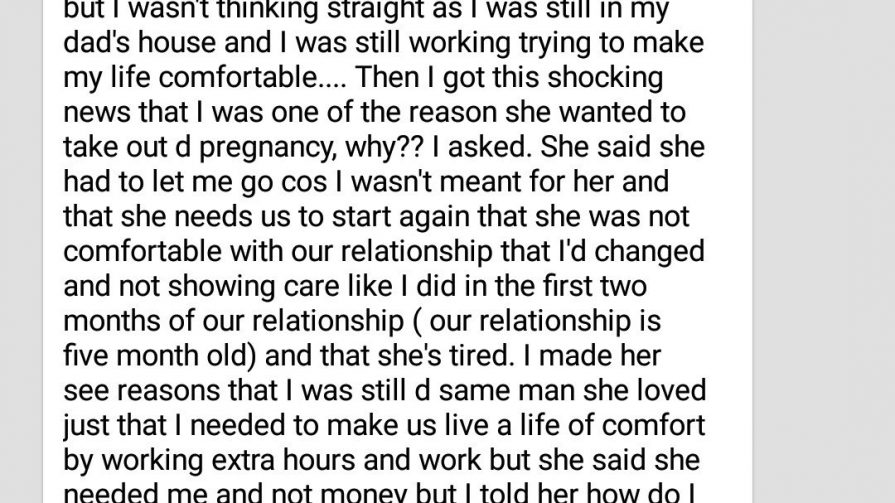 but I wasn't thinking straight as I was still in my
dad's house and I was still working trying to make
my life comfortable.... Then I got this shocking
news that I was one of the reason she wanted to
take out d pregnancy, why?? I asked. She said she
had to let me go cos I wasn't meant for her and
that she needs us to start again that she was not
comfortable with our relationship that I'd changed
and not showing care like I did in the first two
months of our relationship ( our relationship is
five month old) and that she's tired. I made her
see reasons that I was still d same man she loved
just that I needed to make us live a life of comfort
by working extra hours and work but she said she
needed me and not money but I told her how do I